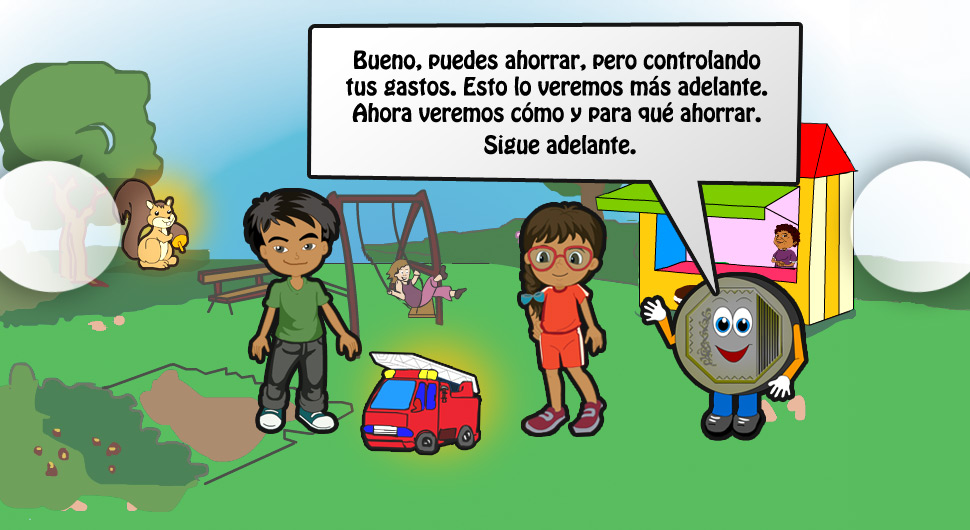 Bueno, puedes ahorrar, pero controlando
tus gastos. Esto lo veremos más adelante.
Ahora veremos cómo y para qué ahorrar.
Sigue adelante.